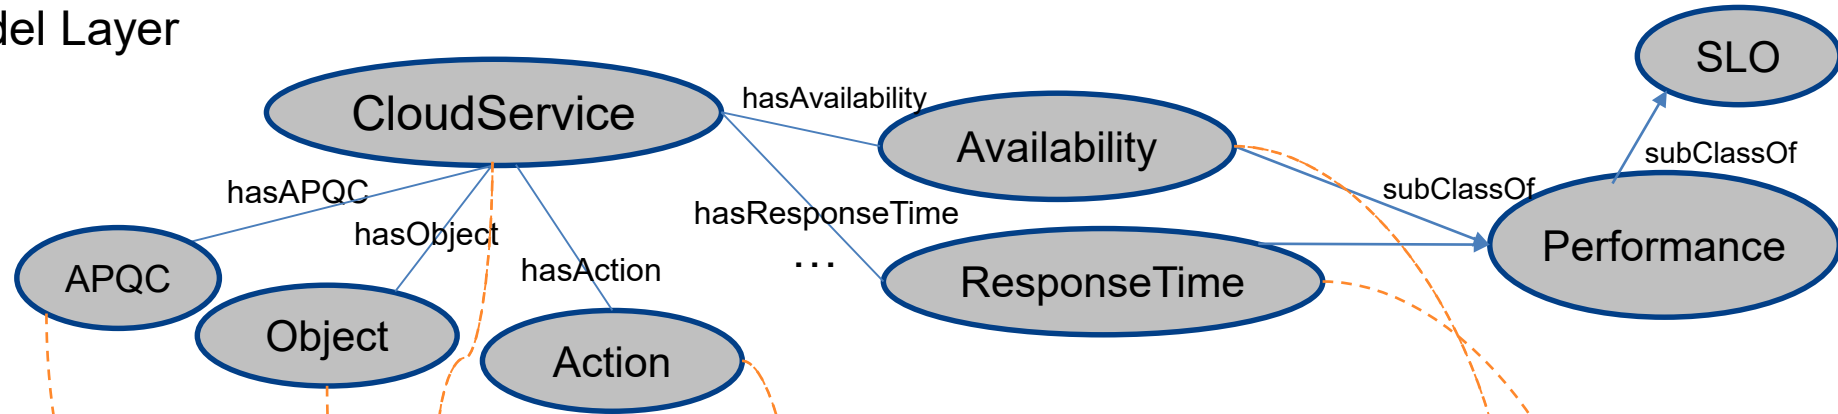 del Layer
SLO
CloudService
hasAvailability
Availability
subClassOf
subClassOf
hasAPQC
hasObject
hasResponseTime
Performance
APQC
hasAction
...
ResponseTime
Object
Action